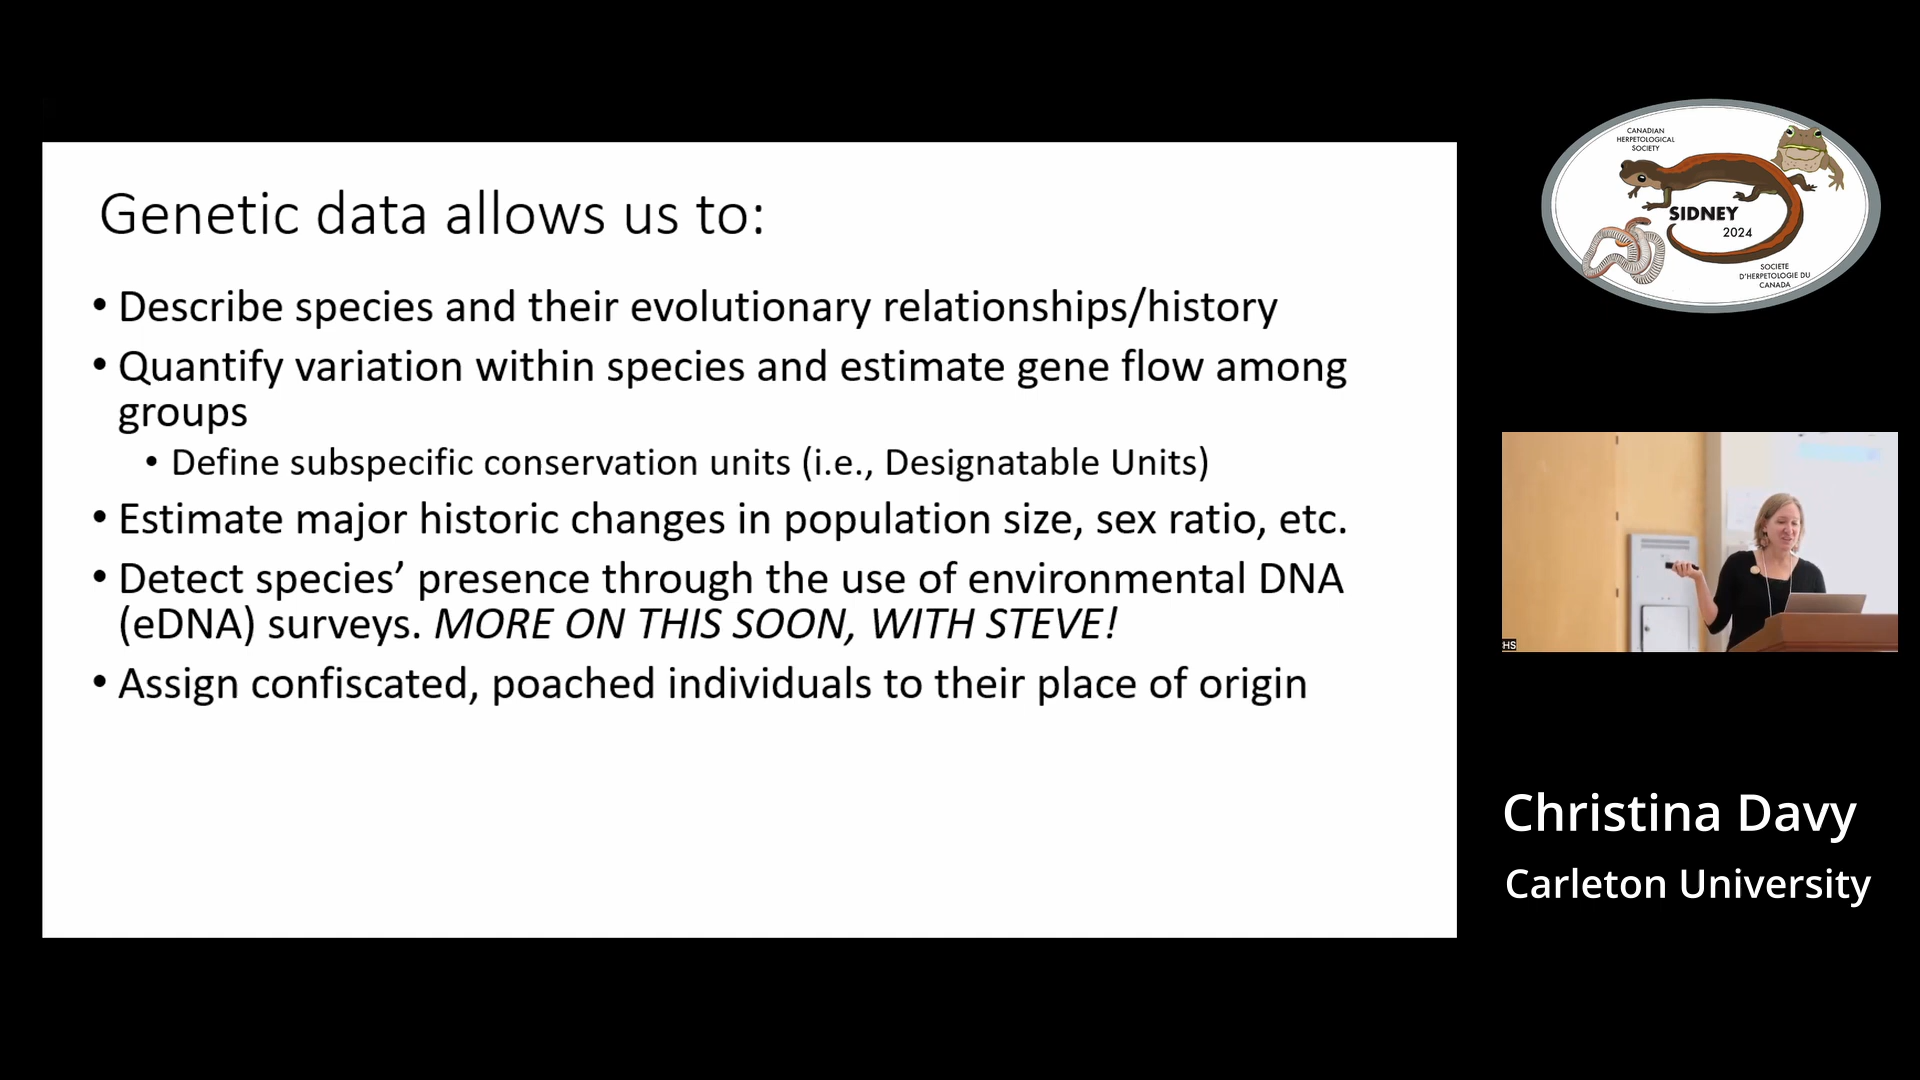 Genetic data allows us to:
• Describe species and their evolutionary relationships/history
• Quantify variation within species and estimate gene flow among
groups
• Define subspecific conservation units (i.e., Designatable Units)
• Estimate major historic changes in population size, sex ratio, etc.
• Detect species’ presence through the use of environmental DNA
(eDNA) surveys. MORE ON THIS SOON, WITH STEVE!
• Assign confiscated, poached individuals to their place of origin
CANADIAN
HERPETOLOGICAL
SOCIETY
SIDNEY
2024
SOCIETE
D'HERPETOLOGIE DU
CANADA
HS
Christina Davy
Carleton University